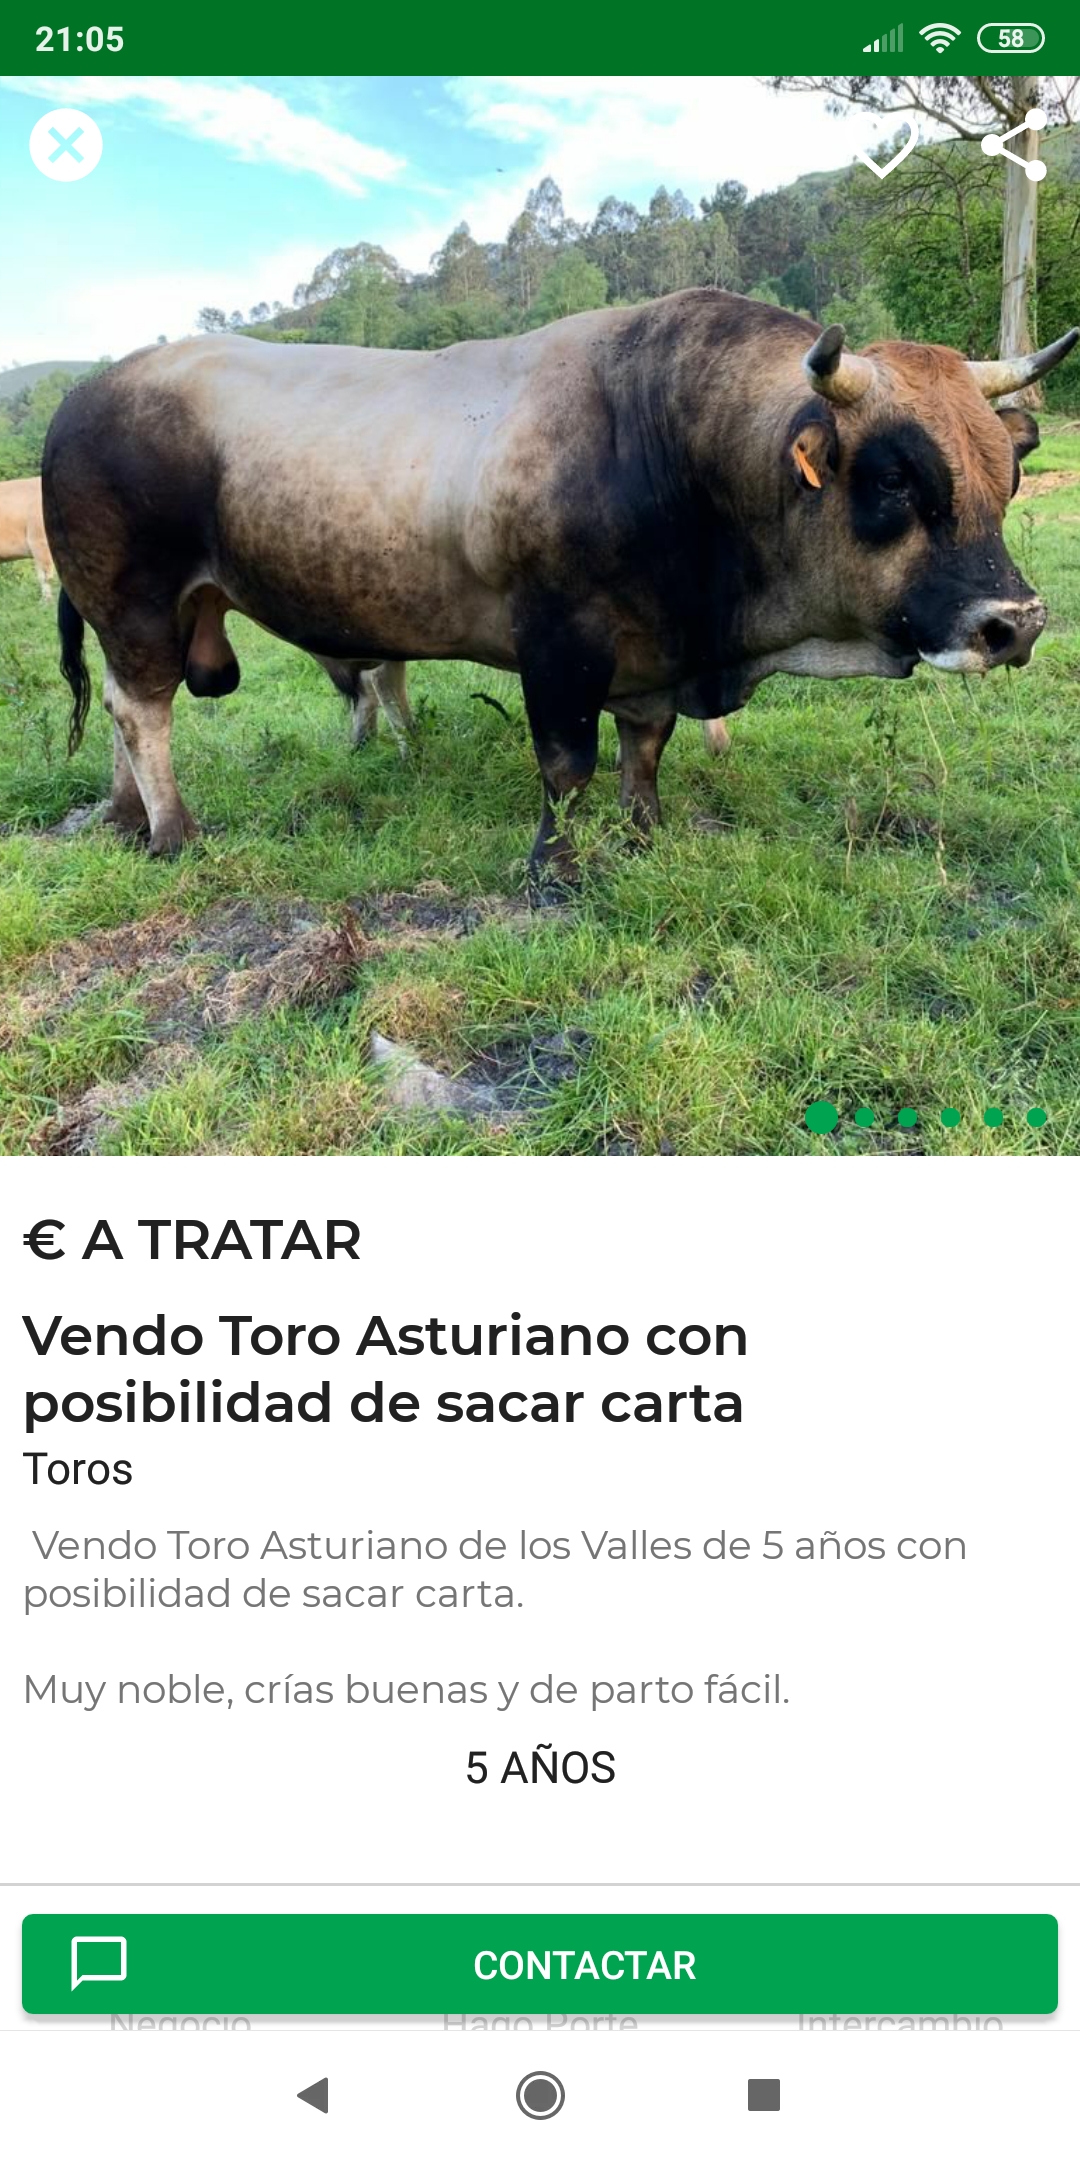 21:05
58
€ A TRATAR
Vendo Toro Asturiano con
posibilidad de sacar carta
Toros
Vendo Toro Asturiano de los Valles de 5 años con
posibilidad de sacar carta.
Muy noble, crías buenas y de parto fácil.
5 AÑOS
CONTACTAR
Negocio Hago Porte Intercambio